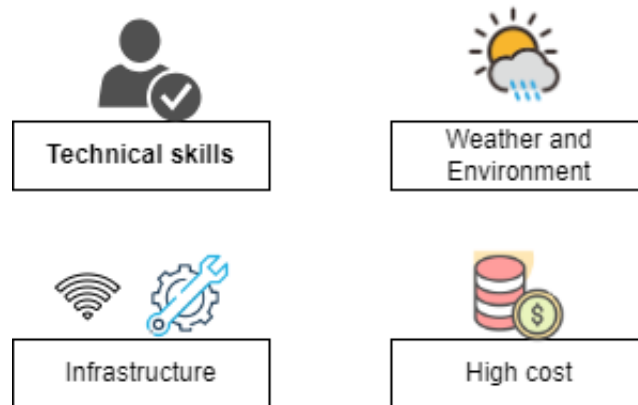 Technical skills
Weather and
Environment
Infrastructure
High cost
$